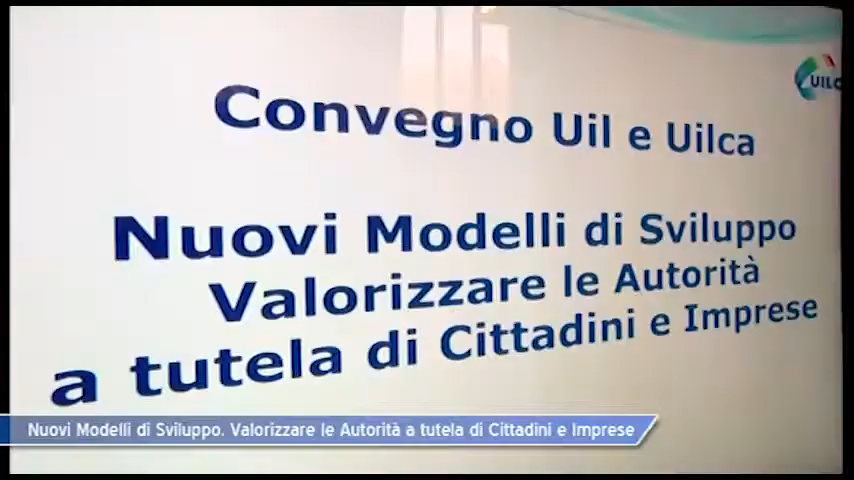 UILC
Convegno Uil e Uilca
Nuovi Modelli di Sviluppo
Valorizzare le Autorità
a tutela di Cittadini e Imprese
Nuovi Modelli di Sviluppo. Valorizzare le Autorità a tutela di Cittadini e Imprese